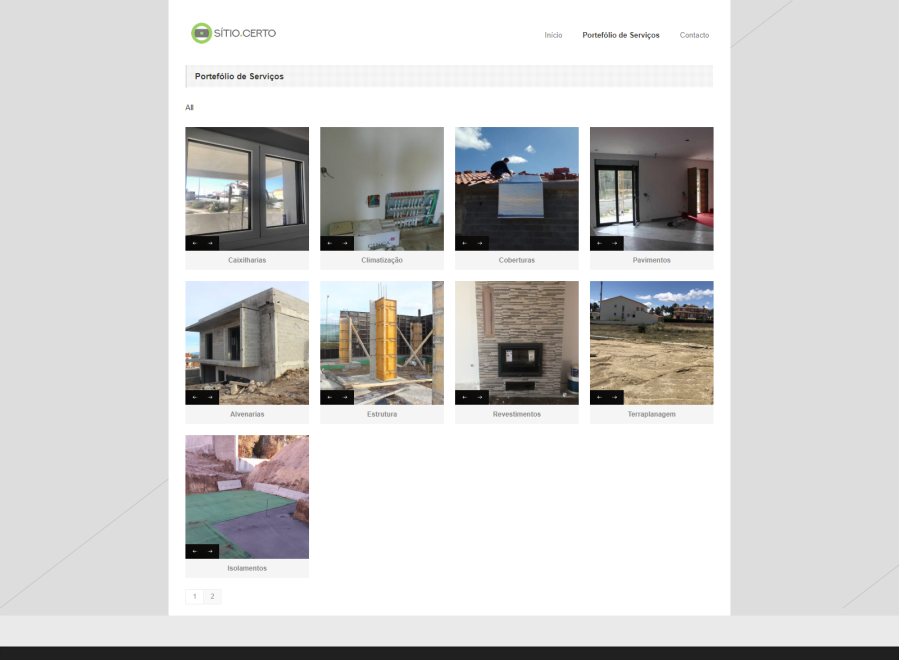 SÍTIO.CERTO
Início
Portefólio de Serviços
Contacto
Portefólio de Serviços
All
Caixilharias
Climatização
Coberturas
Pavimentos
Alvenarias
Estrutura
Revestimentos
Terraplanagem
Isolamentos
1
2